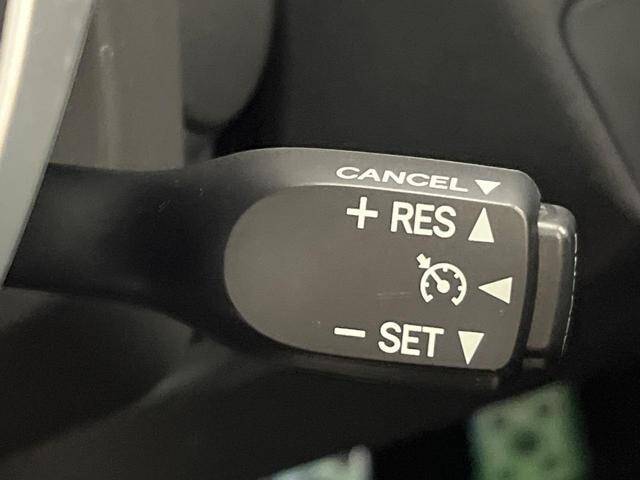 CANCEL ▼
+ RES ▲
◀
− SET ▼